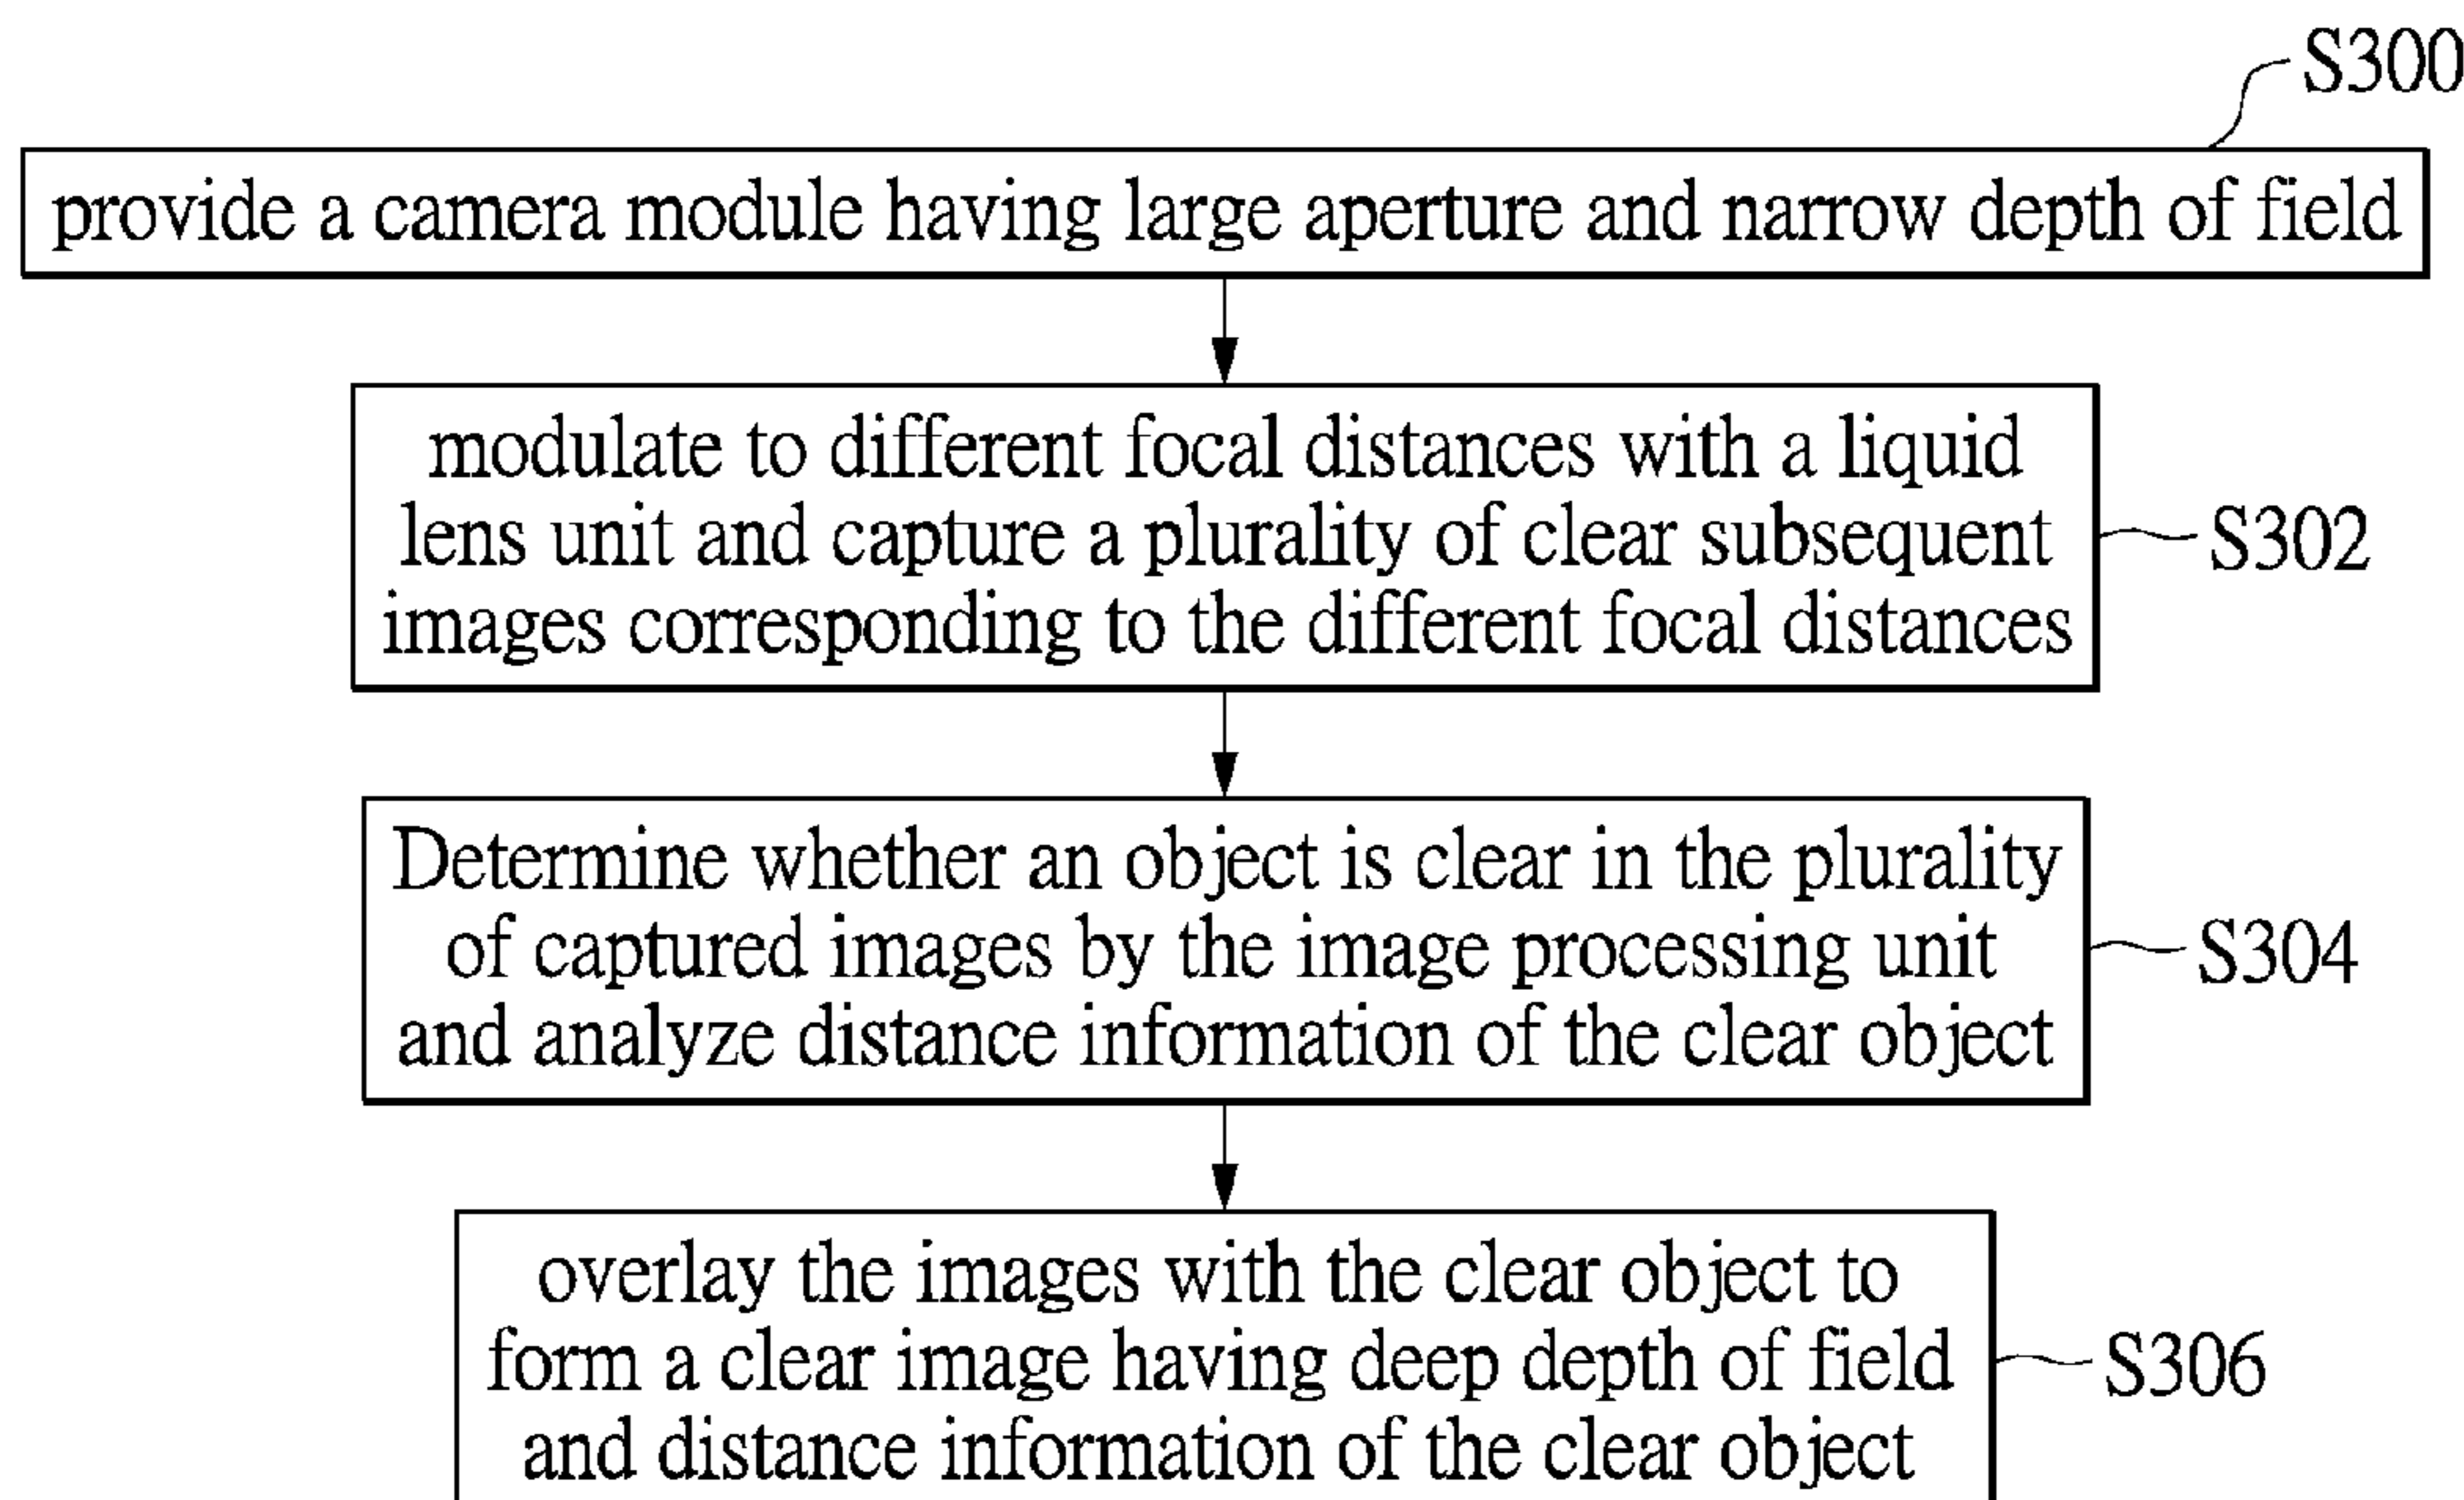 S300
provide a camera module having large aperture and narrow depth of field
modulate to different focal distances with a liquid
lens unit and capture a plurality of clear subsequent
images corresponding to the different focal distances
S302
Determine whether an object is clear in the plurality
of captured images by the image processing unit
and analyze distance information of the clear object
S304
overlay the images with the clear object to
form a clear image having deep depth of field
and distance information of the clear object
S306